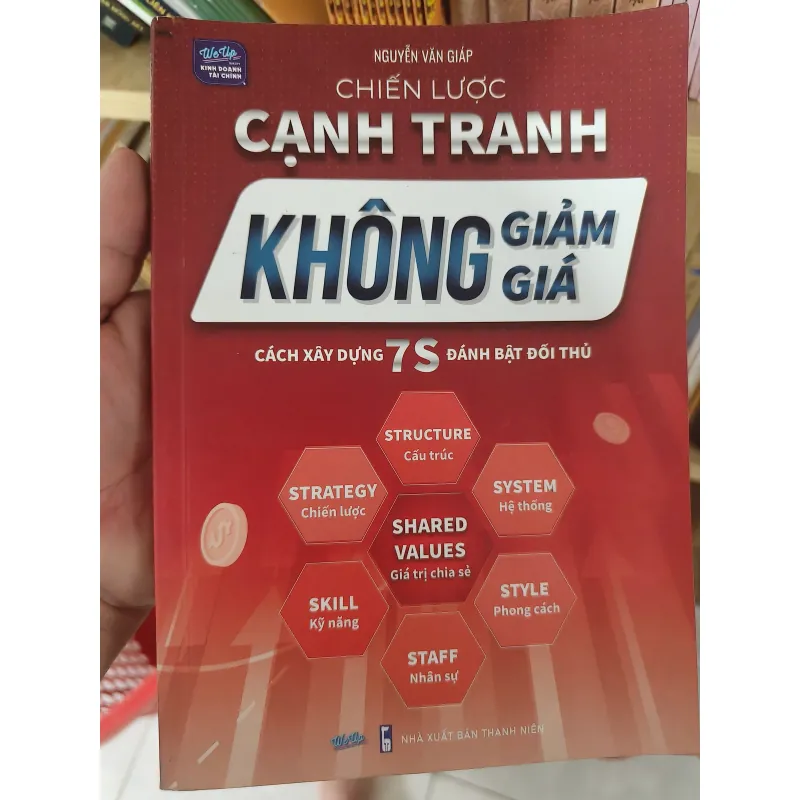 WeUp
KINH DOANH
TÀI CHÍNH
NGUYỄN VĂN GIÁP
CHIẾN LƯỢC
CẠNH TRANH
KHÔNG GIẢM GIÁ
CÁCH XÂY DỰNG 7S ĐÁNH BẬT ĐỐI THỦ
STRUCTURE
Cấu trúc
STRATEGY
Chiến lược
SYSTEM
Hệ thống
SHARED
VALUES
Giá trị chia sẻ
SKILL
Kỹ năng
STYLE
Phong cách
STAFF
Nhân sự
WeUp
NHÀ XUẤT BẢN THANH NIÊN